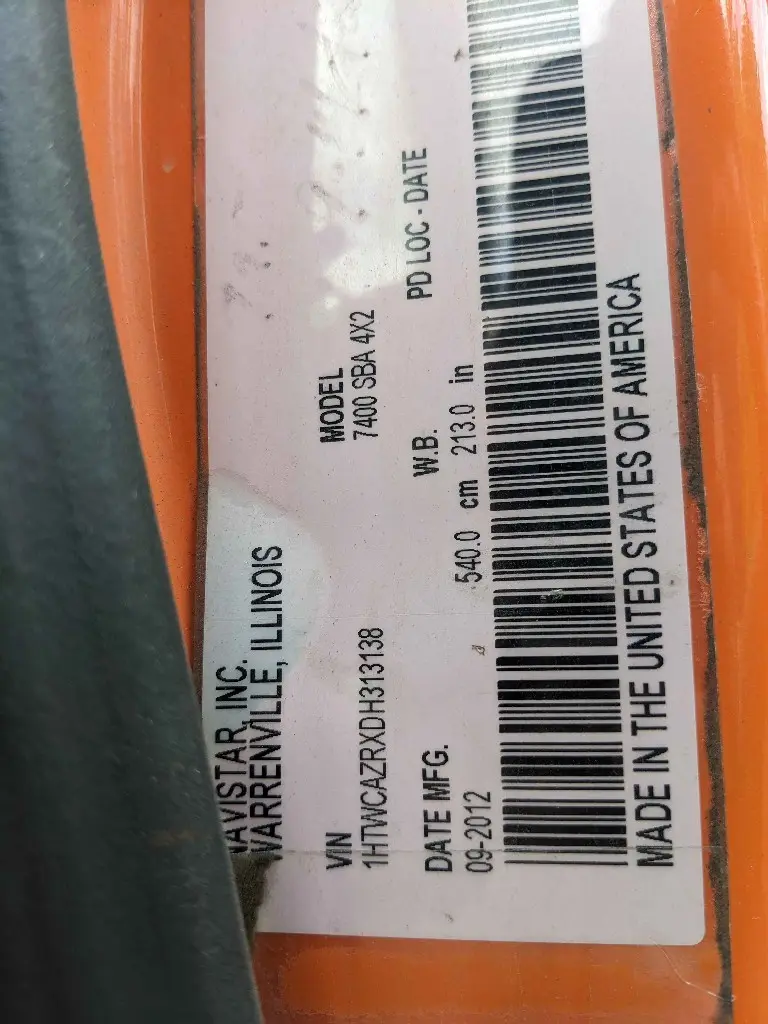 NAVISTAR, INC.
WARRENVILLE, ILLINOIS
VIN
1HTWCAZRXDH313138
MODEL
7400 SBA 4X2
DATE MFG.
09-2012
W.B.
540.0 cm 213.0 in
PD LOC - DATE
MADE IN THE UNITED STATES OF AMERICA